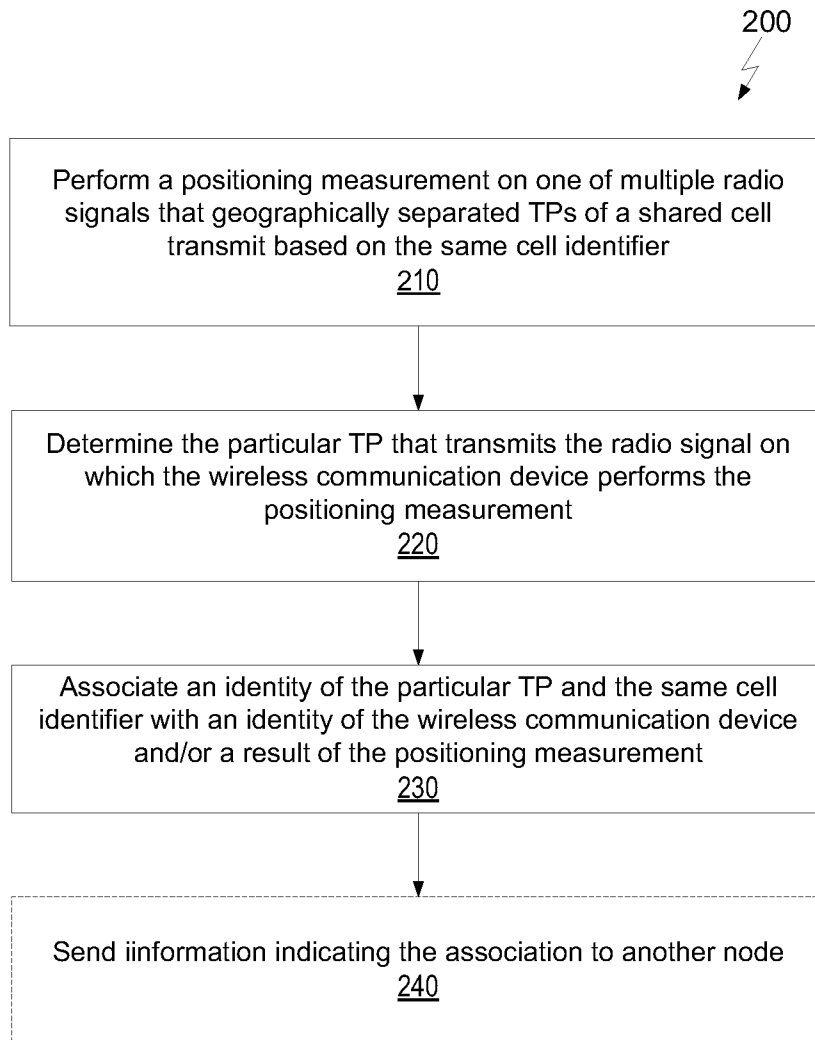 200
Perform a positioning measurement on one of multiple radio
signals that geographically separated TPs of a shared cell
transmit based on the same cell identifier
210
Determine the particular TP that transmits the radio signal on
which the wireless communication device performs the
positioning measurement
220
Associate an identity of the particular TP and the same cell
identifier with an identity of the wireless communication device
and/or a result of the positioning measurement
230
Send iinformation indicating the association to another node
240